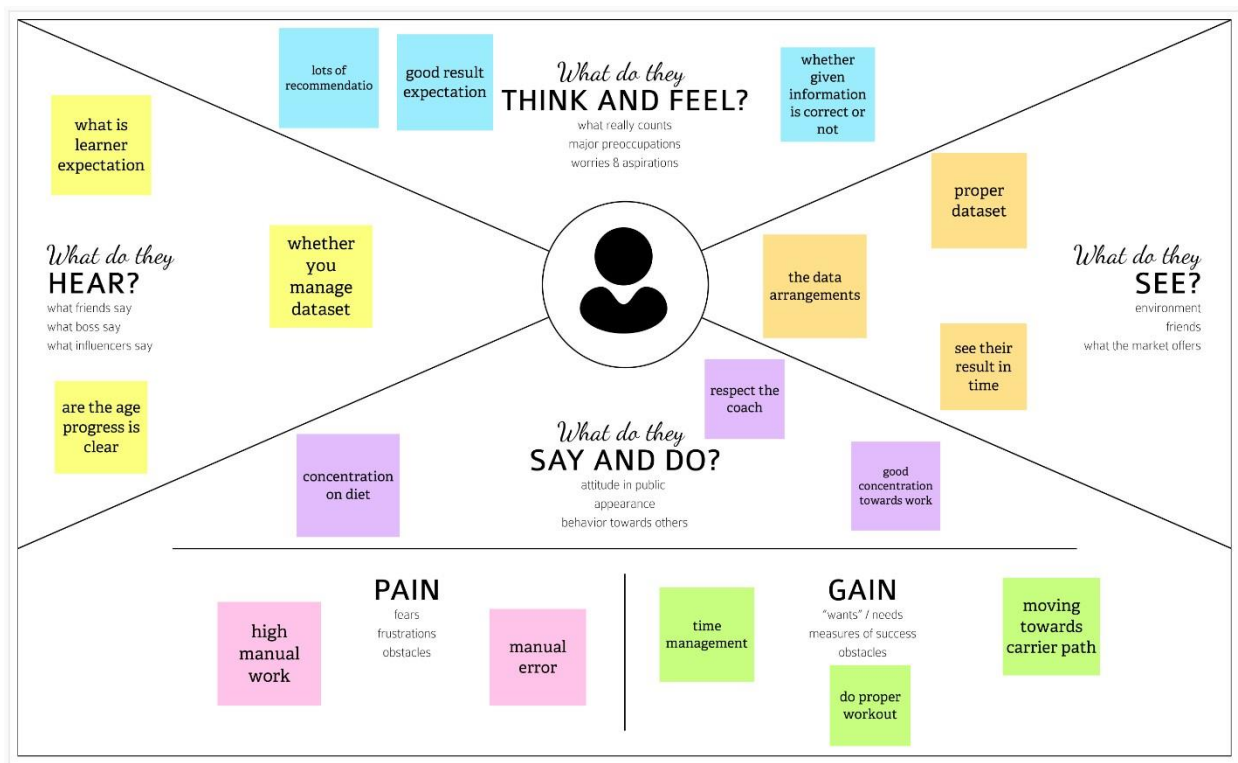 lots of
recommendatio
good result
expectation
What do they
THINK AND FEEL?
what really counts
major preoccupations
worries & aspirations
whether
given
information
is correct or
not
what is
learner
expectation
whether
you
manage
dataset
What do they
HEAR?
what friends say
what boss say
what influencers say
are the age
progress is
clear
proper
dataset
the data
arrangements
What do they
SEE?
environment
friends
what the market offers
see their
result in
time
respect the
coach
What do they
SAY AND DO?
attitude in public
appearance
behavior towards others
concentration
on diet
good
concentration
towards work
PAIN
fears
frustrations
obstacles
high
manual
work
manual
error
GAIN
"wants" / needs
measures of success
obstacles
time
management
do proper
workout
moving
towards
carrier path